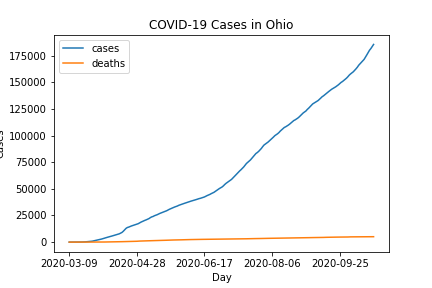 COVID-19 Cases in Ohio
cases
deaths
175000
150000
125000
100000
75000
50000
25000
0
cases
2020-03-09 2020-04-28 2020-06-17 2020-08-06 2020-09-25
Day